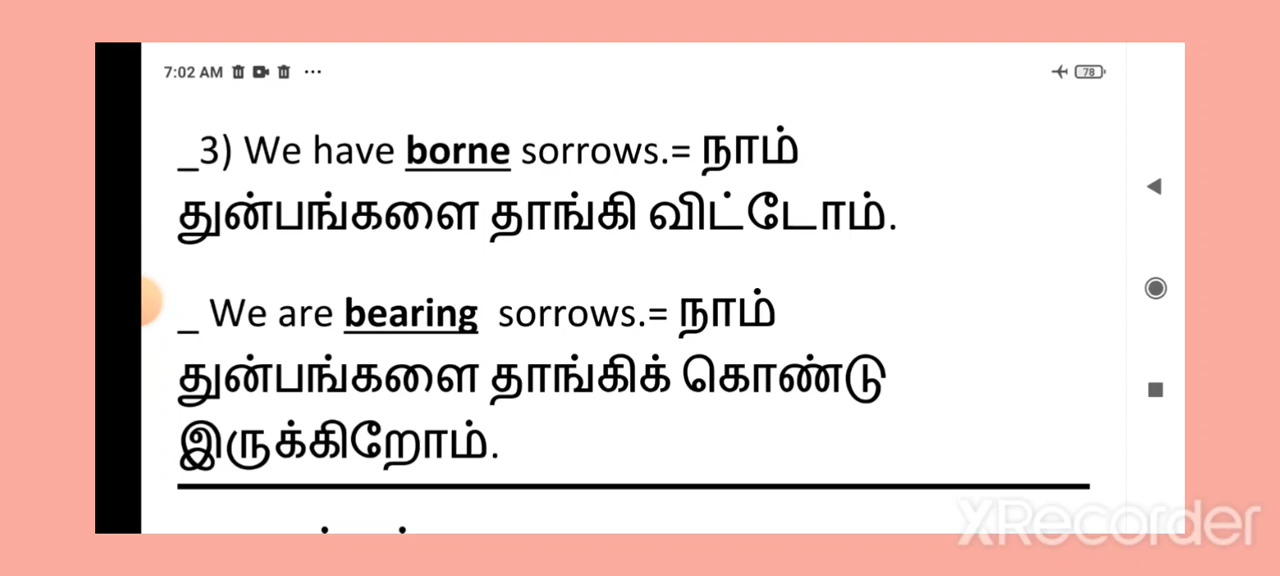 7:02 AM ...
78
_3) We have borne sorrows.= நாம்
துன்பங்களை தாங்கி விட்டோம்.
_ We are bearing sorrows.= நாம்
துன்பங்களை தாங்கிக் கொண்டு
இருக்கிறோம்.
XRecorder